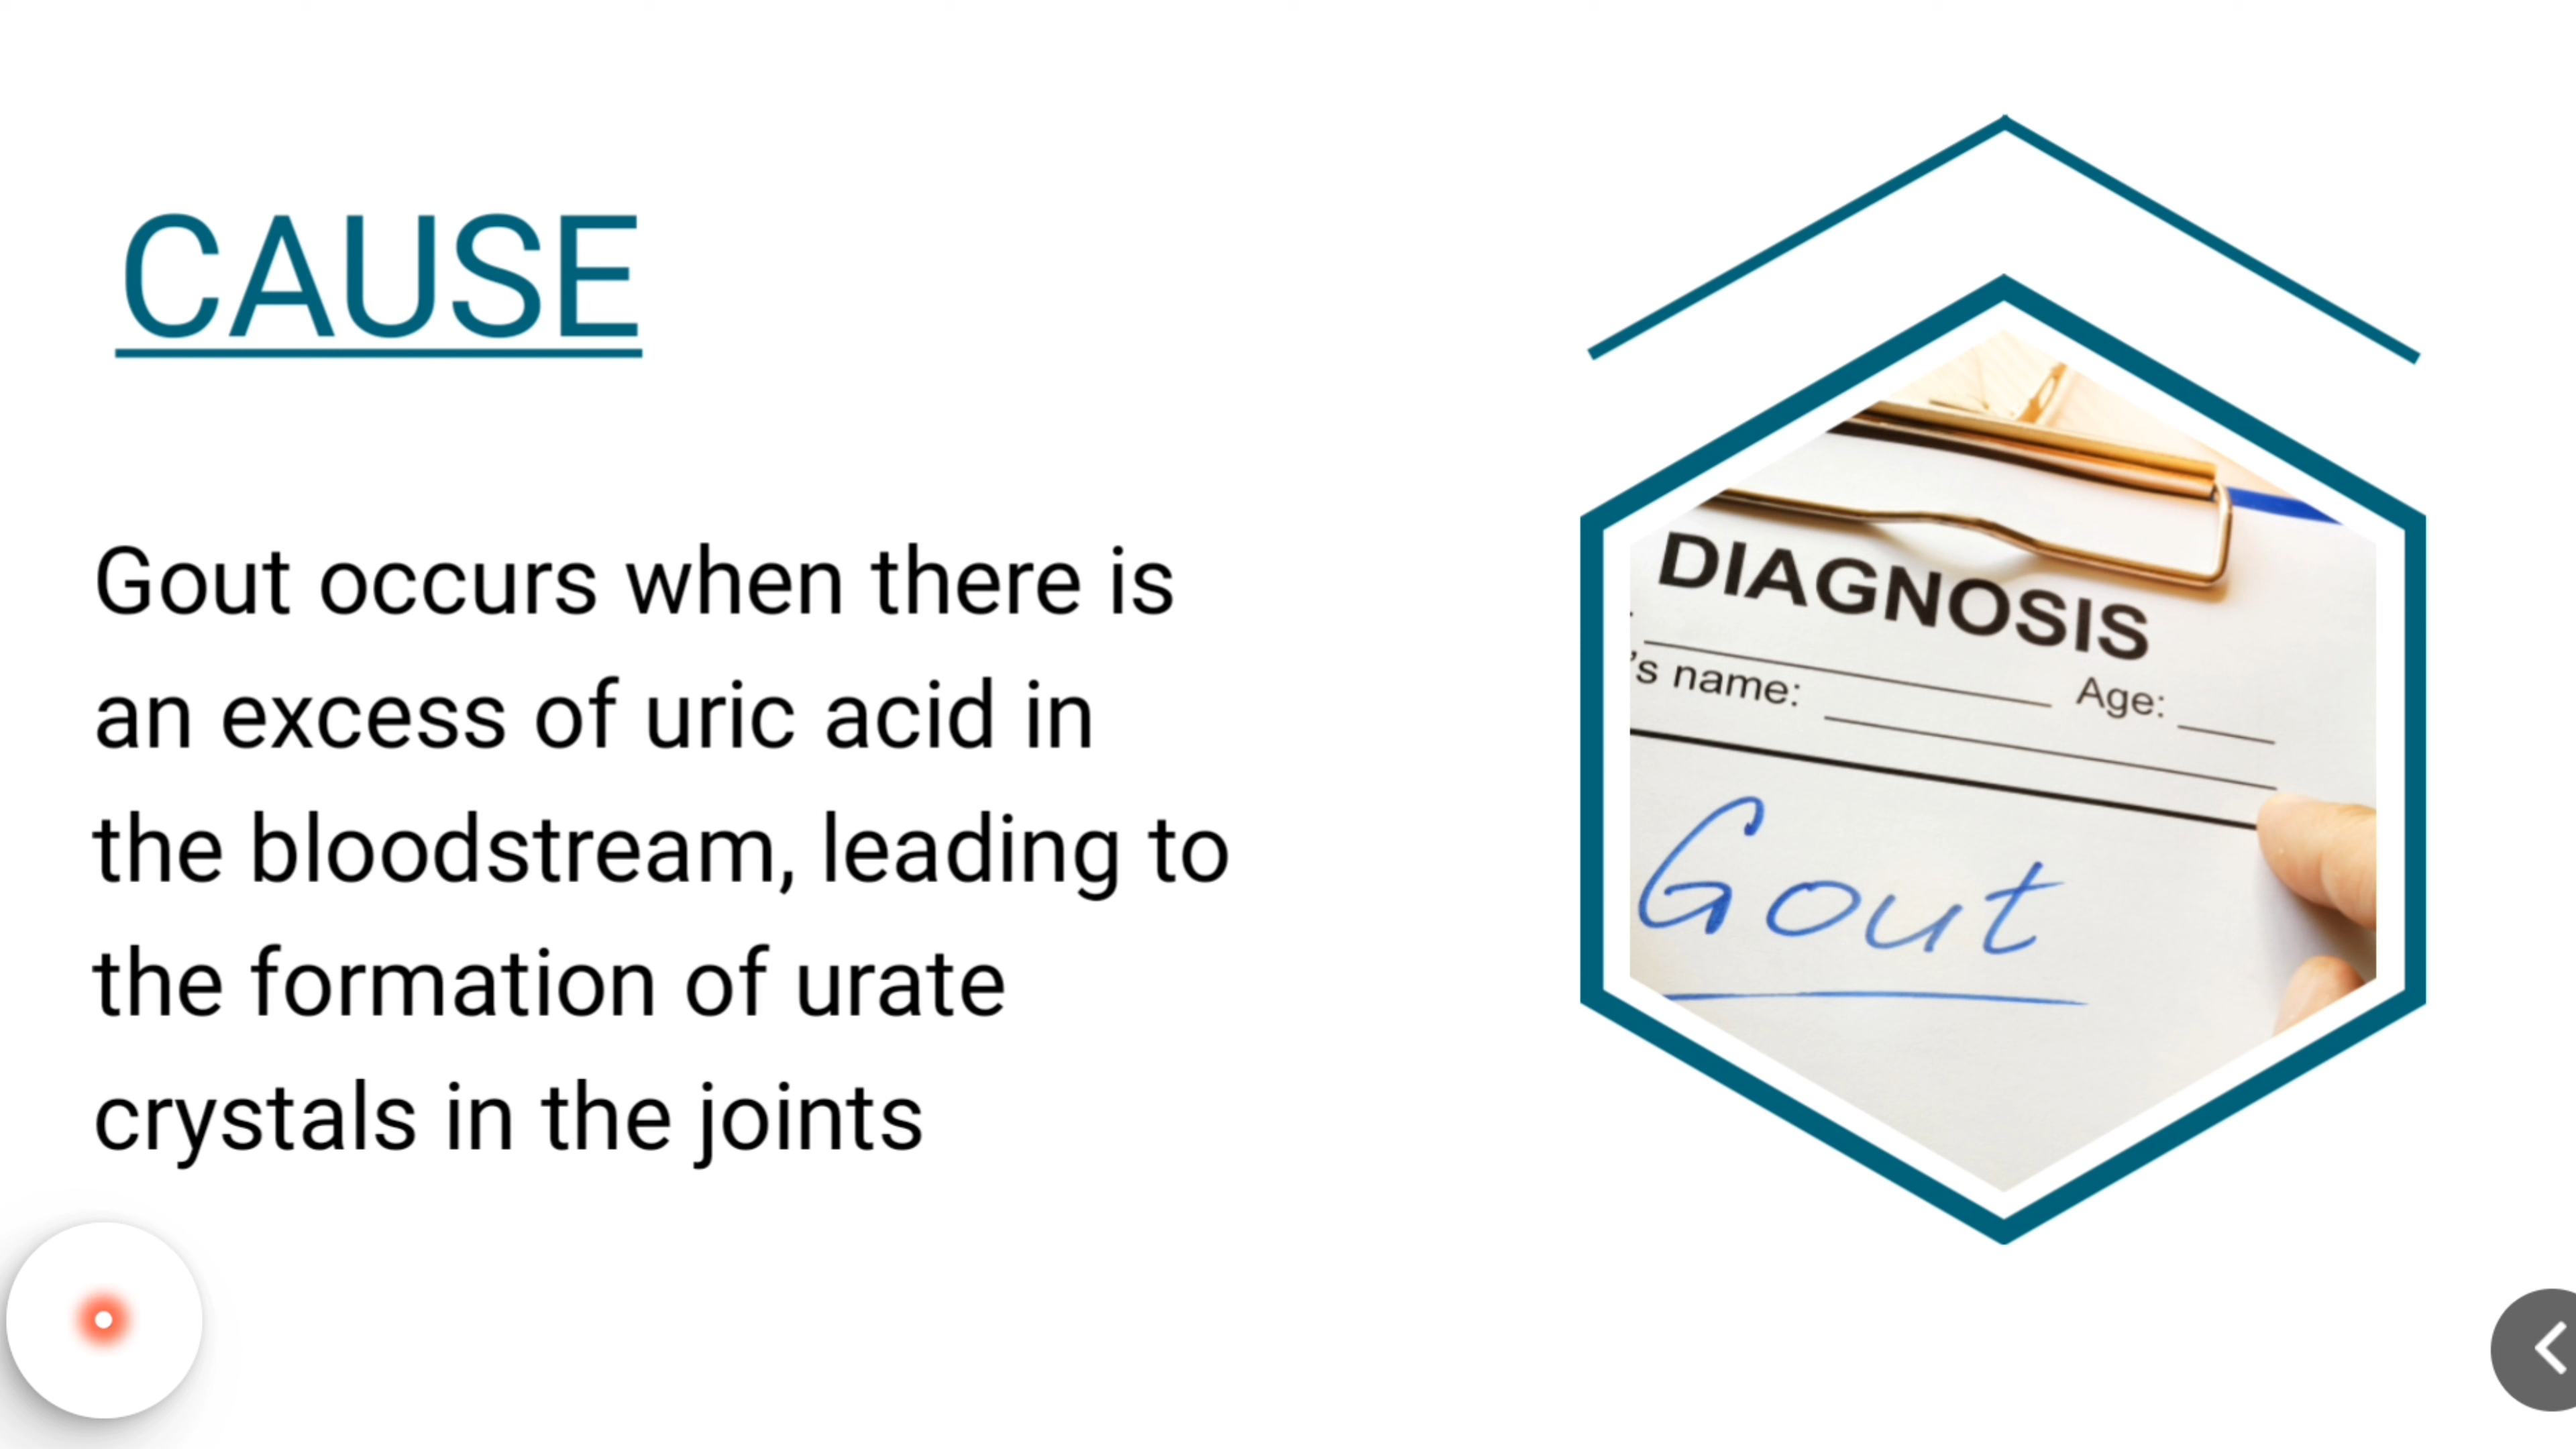 CAUSE
Gout occurs when there is
an excess of uric acid in
the bloodstream, leading to
the formation of urate
crystals in the joints
DIAGNOSIS
Age:
's name:
Gout